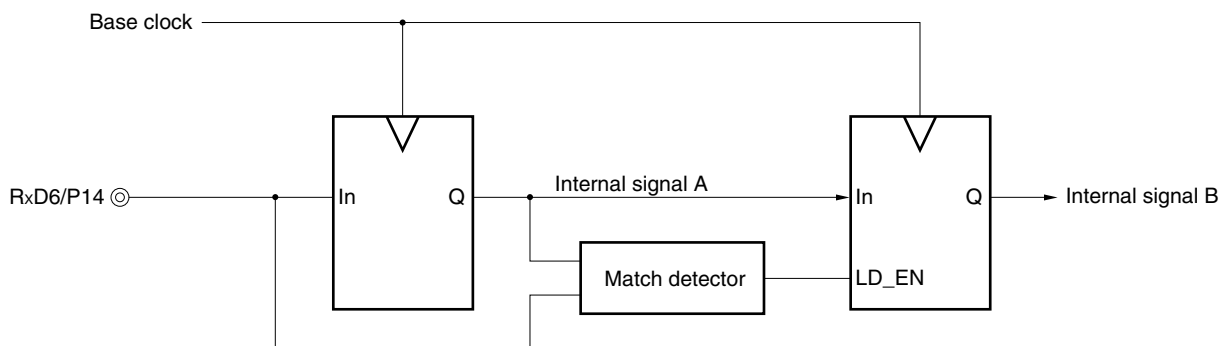 Base clock
RxD6/P14
In
Q
Internal signal A
In
Q
Internal signal B
Match detector
LD_EN